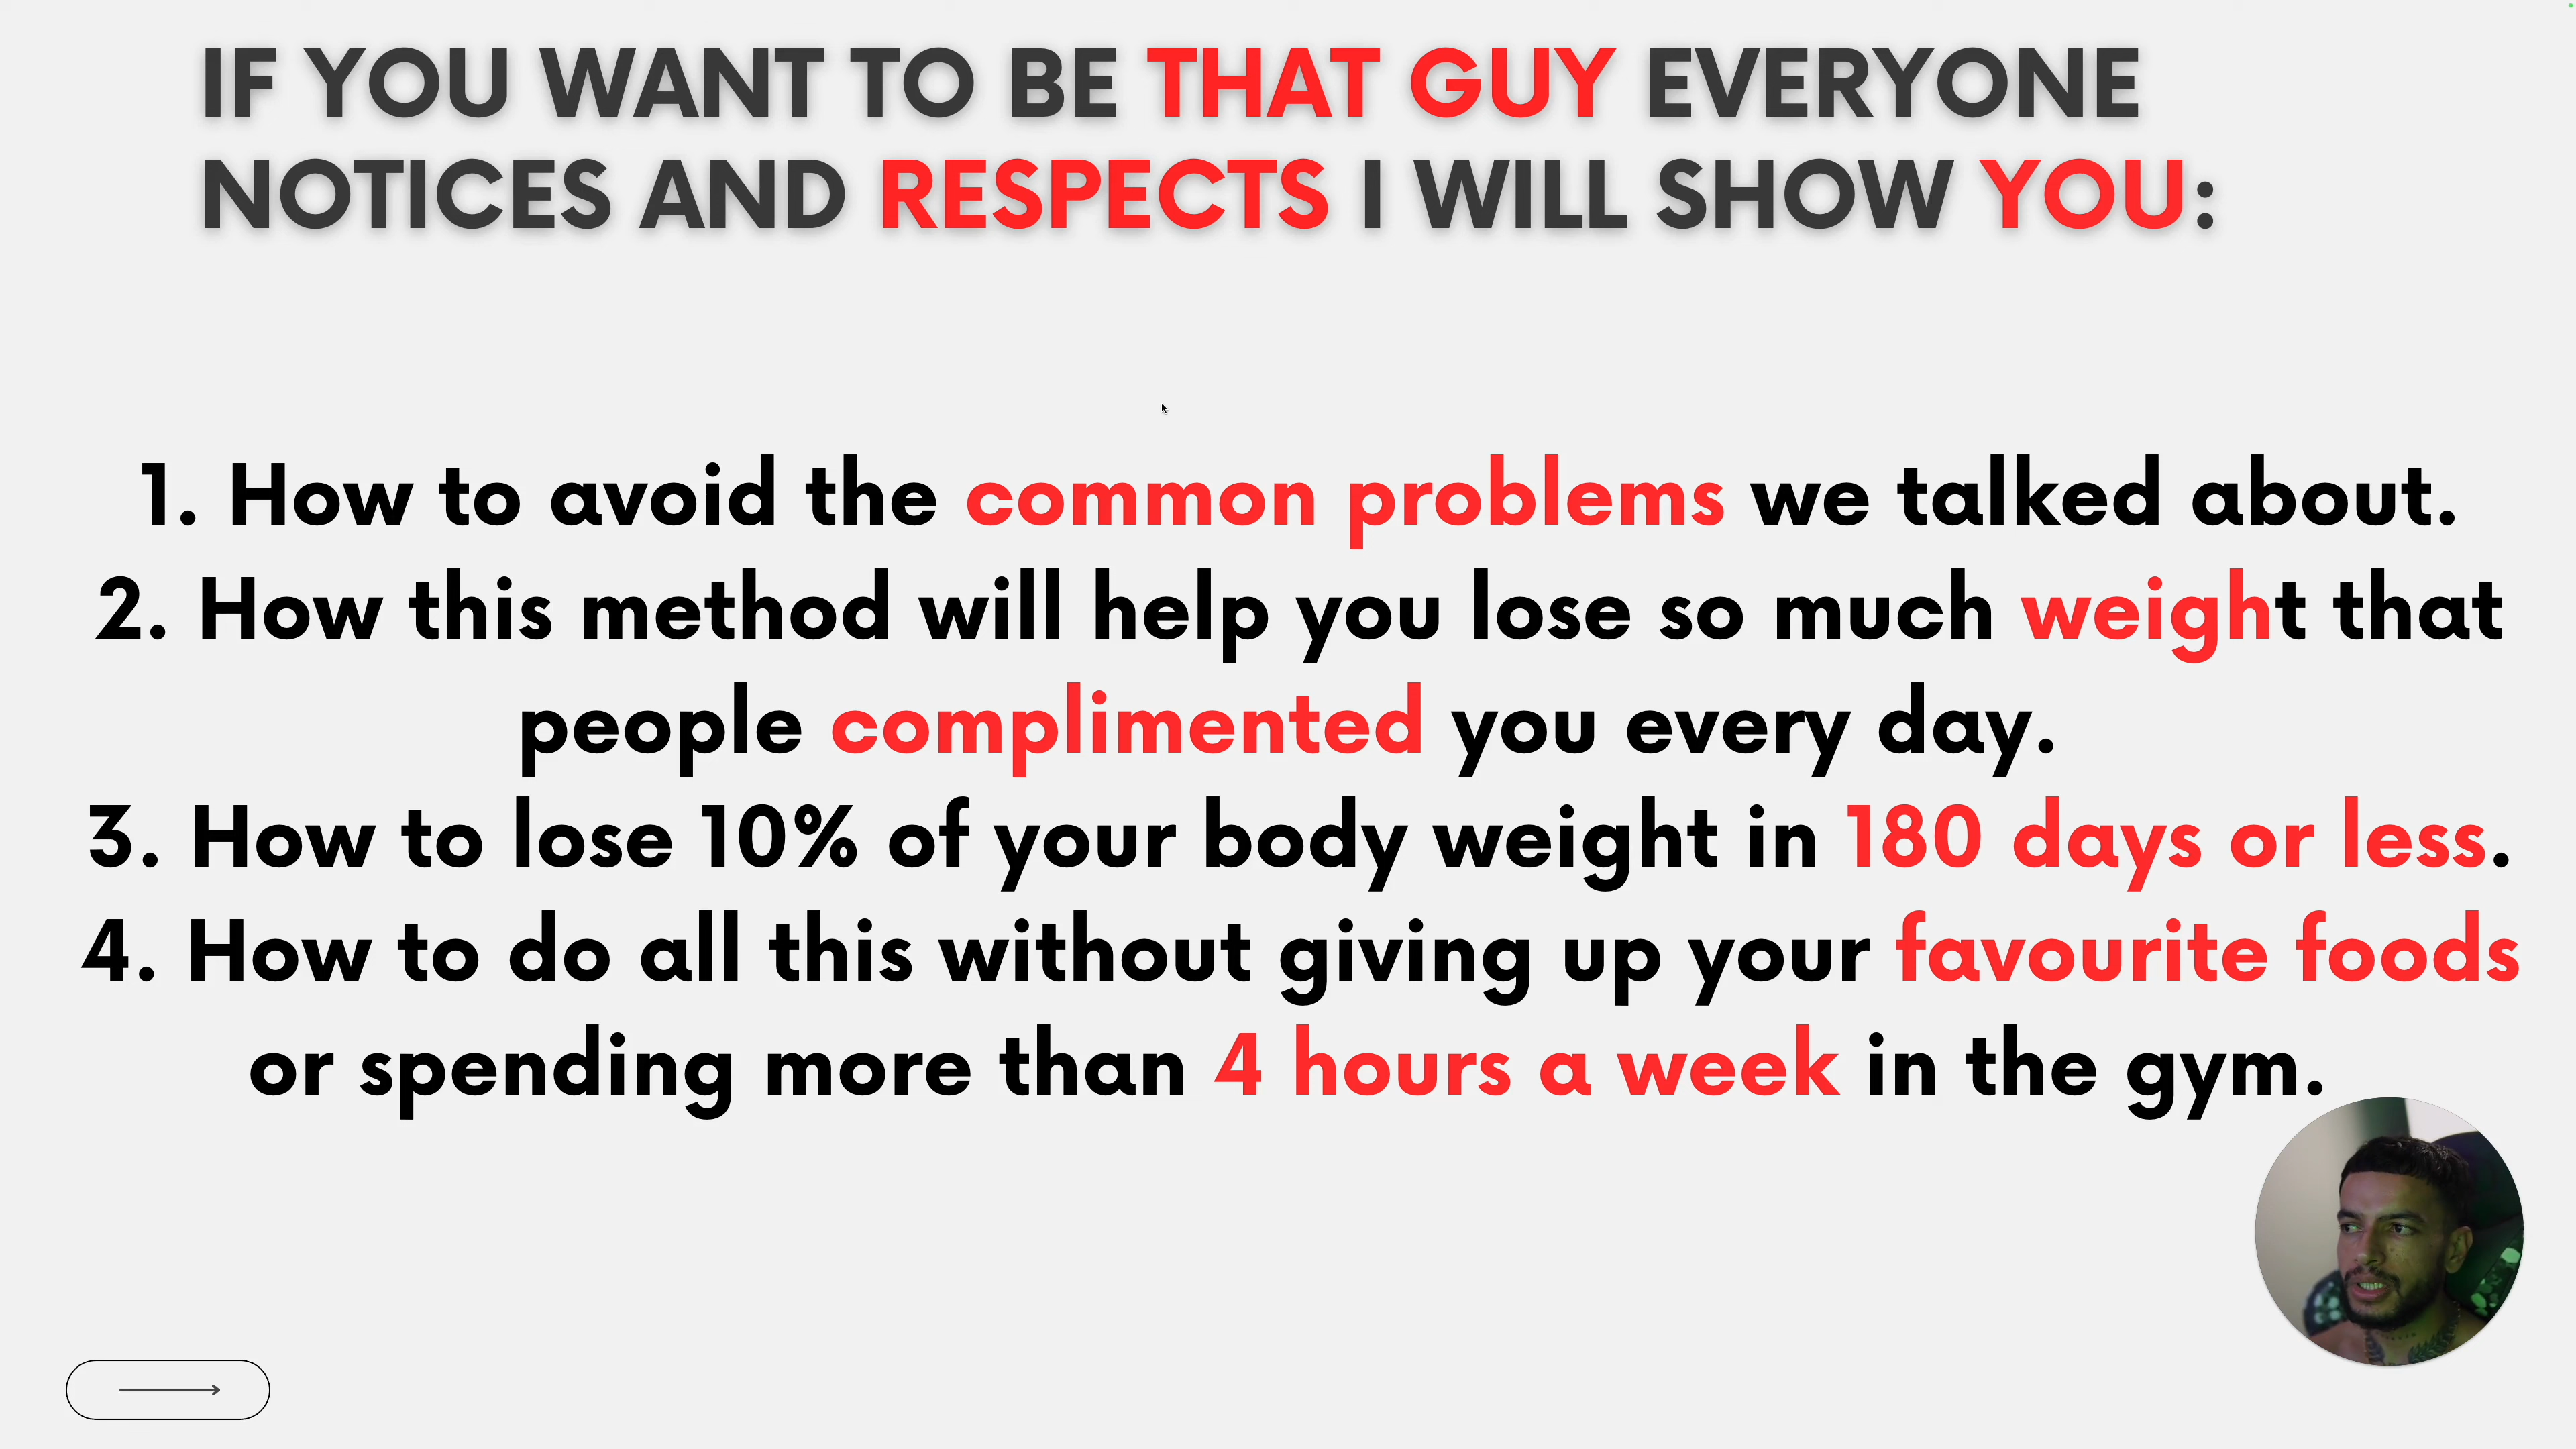 IF YOU WANT TO BE THAT GUY EVERYONE
NOTICES AND RESPECTS I WILL SHOW YOU:
1. How to avoid the common problems we talked about.
2. How this method will help you lose so much weight that
people complimented you every day.
3. How to lose 10% of your body weight in 180 days or less.
4. How to do all this without giving up your favourite foods
or spending more than 4 hours a week in the gym.